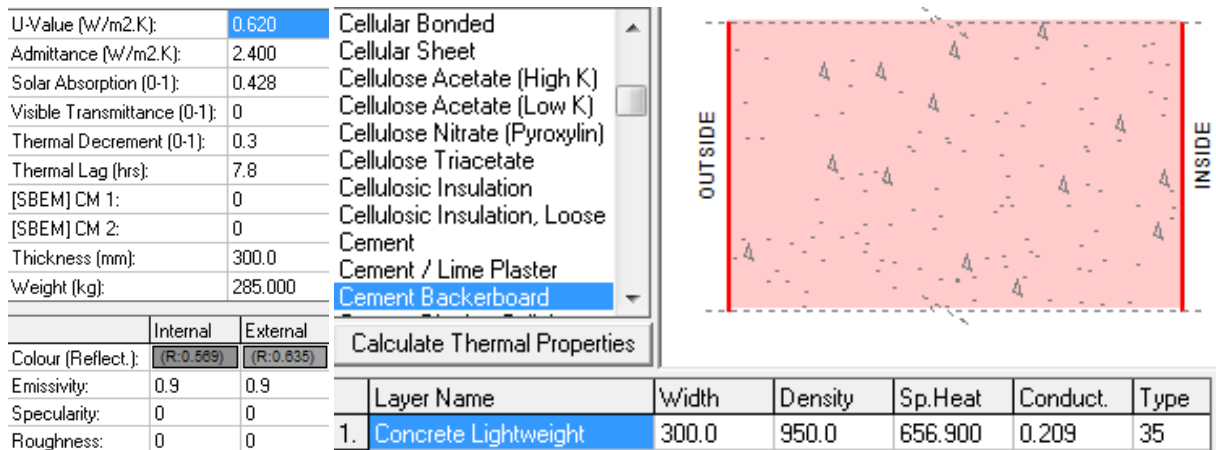 U-Value (W/m2.K): 0.620
Admittance (W/m2.K): 2.400
Solar Absorption (0-1): 0.428
Visible Transmittance (0-1): 0
Thermal Decrement (0-1): 0.3
Thermal Lag (hrs): 7.8
[SBEM] CM 1: 0
[SBEM] CM 2: 0
Thickness (mm): 300.0
Weight (kg): 285.000
Internal External
Colour (Reflect.): (R:0.569) (R:0.635)
Emissivity: 0.9 0.9
Specularity: 0 0
Roughness: 0 0
Cellular Bonded
Cellular Sheet
Cellulose Acetate (High K)
Cellulose Acetate (Low K)
Cellulose Nitrate (Pyroxylin)
Cellulose Triacetate
Cellulosic Insulation
Cellulosic Insulation, Loose
Cement
Cement / Lime Plaster
Cement Backerboard
Calculate Thermal Properties
OUTSIDE
INSIDE
Layer Name Width Density Sp.Heat Conduct. Type
1. Concrete Lightweight 300.0 950.0 656.900 0.209 35